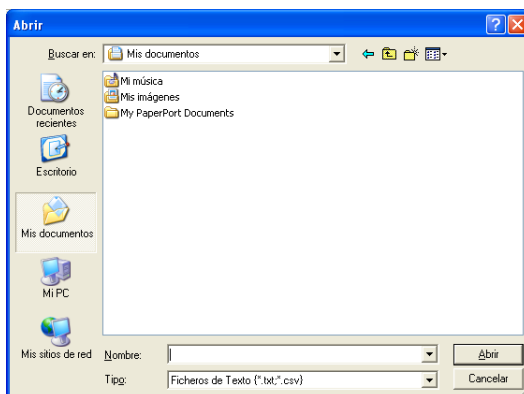 Abrir
Buscar en:
Mis documentos
Mi música
Mis imágenes
My PaperPort Documents
Documentos
recientes
Escritorio
Mis documentos
Mi PC
Mis sitios de red
Nombre:
Abrir
Tipo:
Ficheros de Texto (*.txt;*.csv)
Cancelar